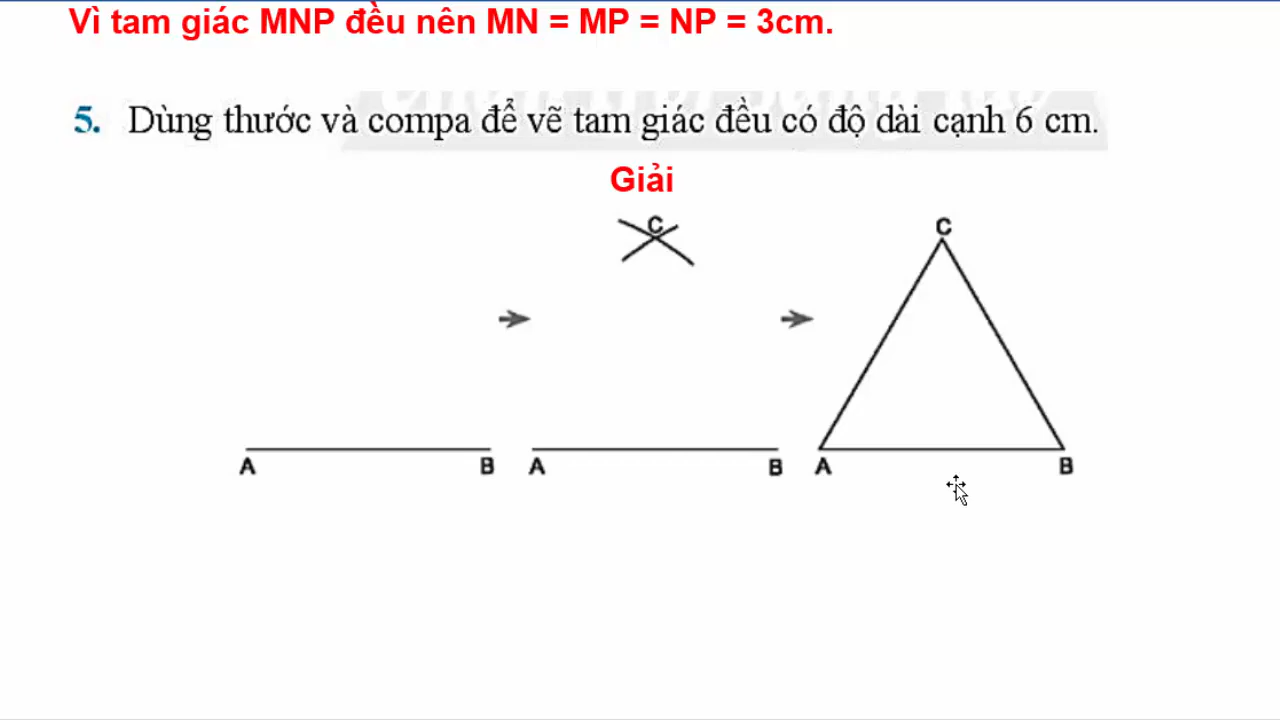 Vì tam giác MNP đều nên MN = MP = NP = 3cm.
5. Dùng thước và compa để vẽ tam giác đều có độ dài cạnh 6 cm.
Giải
C
C
A
B
A
B
A
B